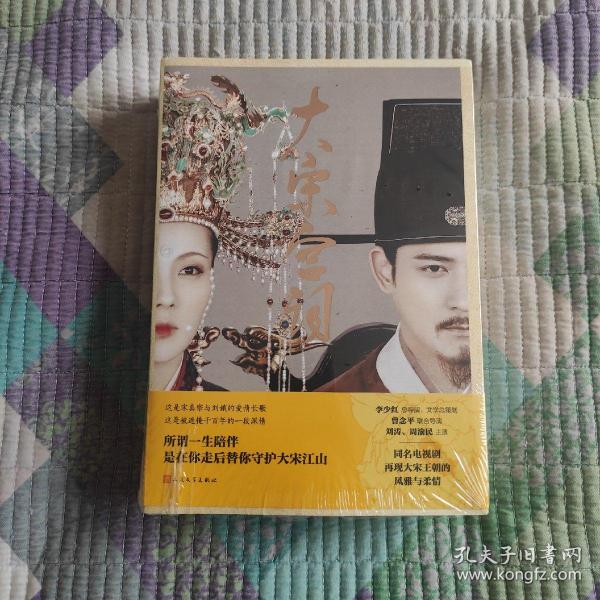 大宋宫词
这是宋真宗与刘娥的爱情长歌
这是被遮掩千百年的一段深情
所谓一生陪伴
是在你走后替你守护大宋江山
人民文学出版社
李少红 总导演、文学总策划
曾念平 联合导演
刘涛、周渝民 主演
同名电视剧
再现大宋王朝的
风雅与柔情
孔夫子旧书网
www.kongfz.com